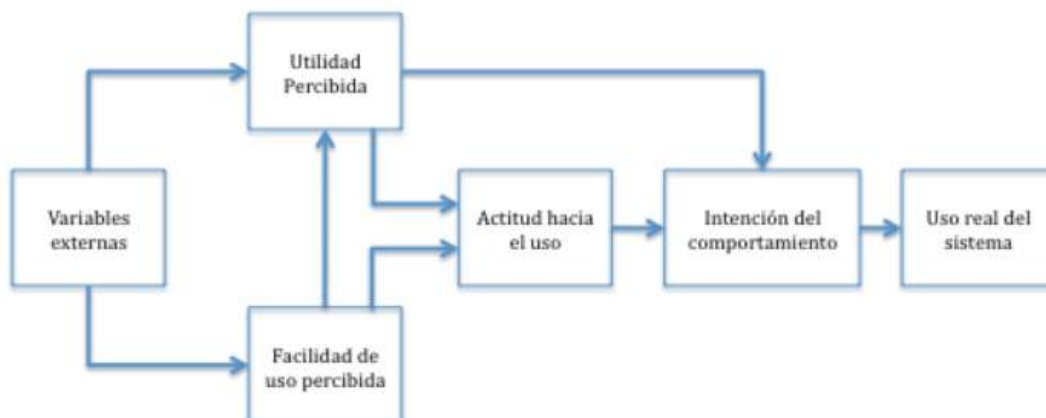 Utilidad
Percibida
Variables
externas
Actitud hacia
el uso
Intención del
comportamiento
Uso real del
sistema
Facilidad de
uso percibida